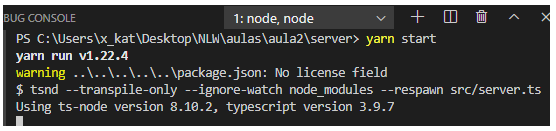 BUG CONSOLE 1: node, node
PS C:\Users\x_kat\Desktop\NLW\aulas\aula2\server> yarn start
yarn run v1.22.4
warning ..\..\..\..\..\package.json: No license field
$ tsnd --transpile-only --ignore-watch node_modules --respawn src/server.ts
Using ts-node version 8.10.2, typescript version 3.9.7